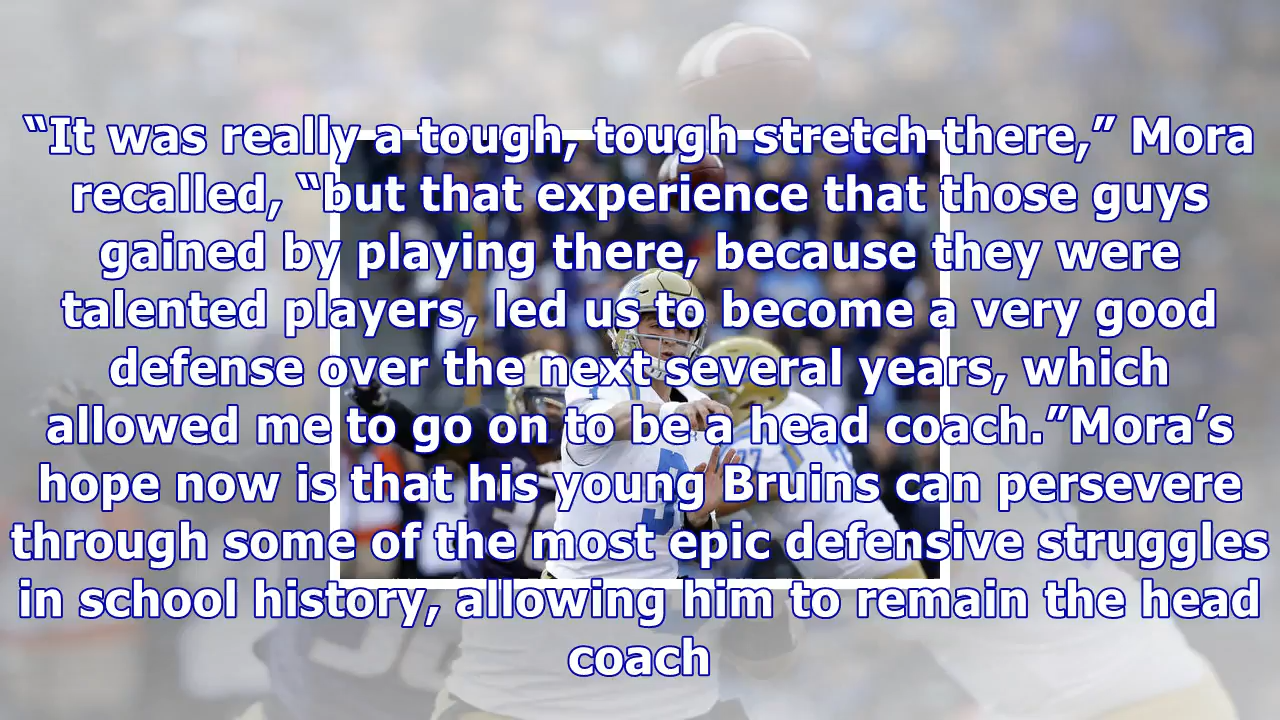 “It was really a tough, tough stretch there,” Mora
recalled, “but that experience that those guys
gained by playing there, because they were
talented players, led us to become a very good
defense over the next several years, which
allowed me to go on to be a head coach.”Mora’s
hope now is that his young Bruins can persevere
through some of the most epic defensive struggles
in school history, allowing him to remain the head
coach